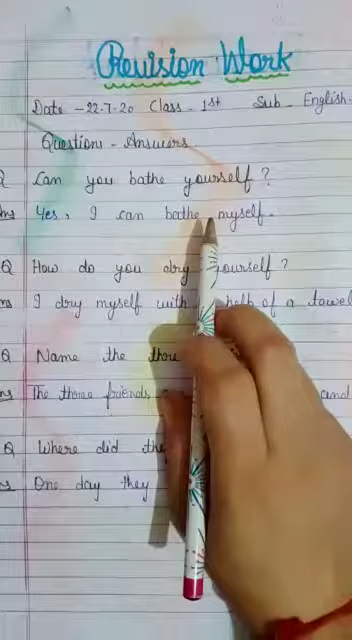 Revision Work
Date - 22-7-20 Class - 1st Sub - English
Questions - Answers.
Q Can you bathe yourself ?
Ans Yes, I can bathe myself.
Q How do you dry yourself ?
Ans I dry myself with help of a towel
Q Name the three
Ans The three friends and
Q Where did the
Ans One day they